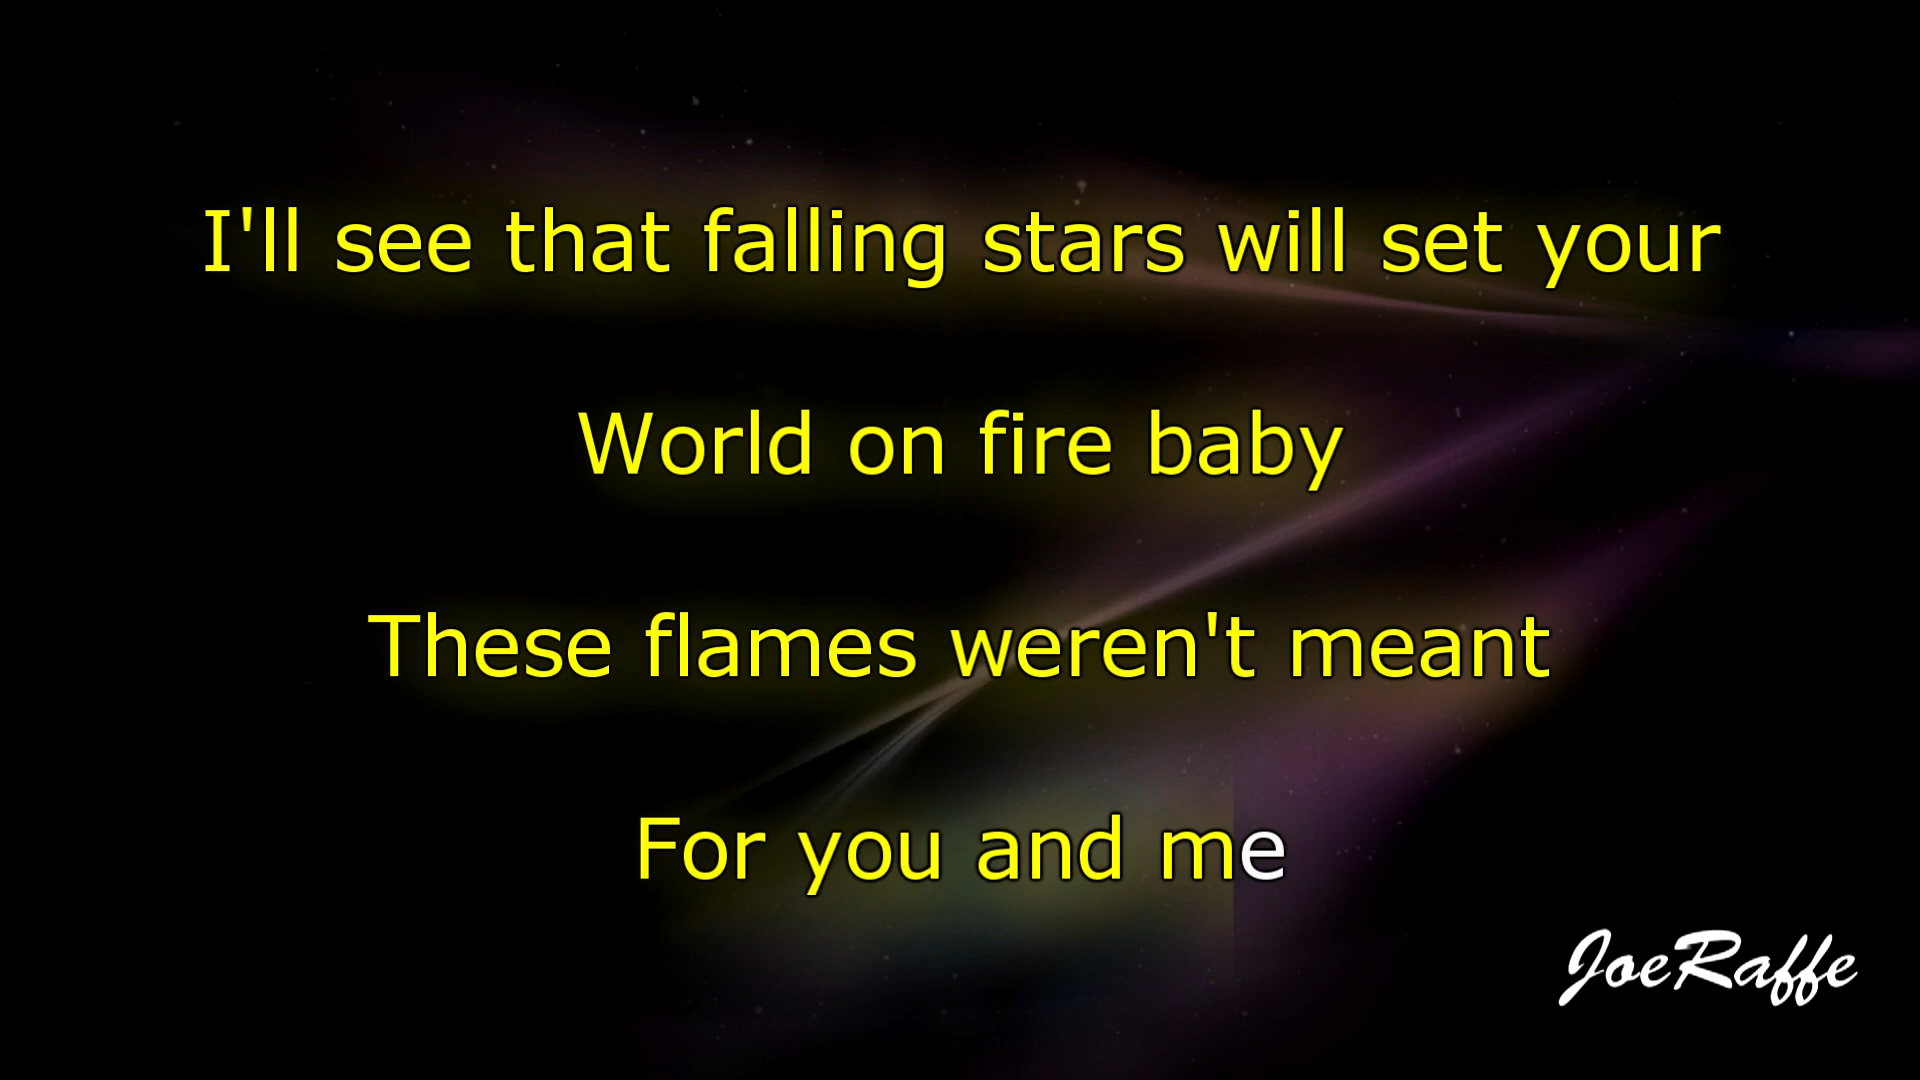 I'll see that falling stars will set your
World on fire baby
These flames weren't meant
For you and me
JoeRaffe